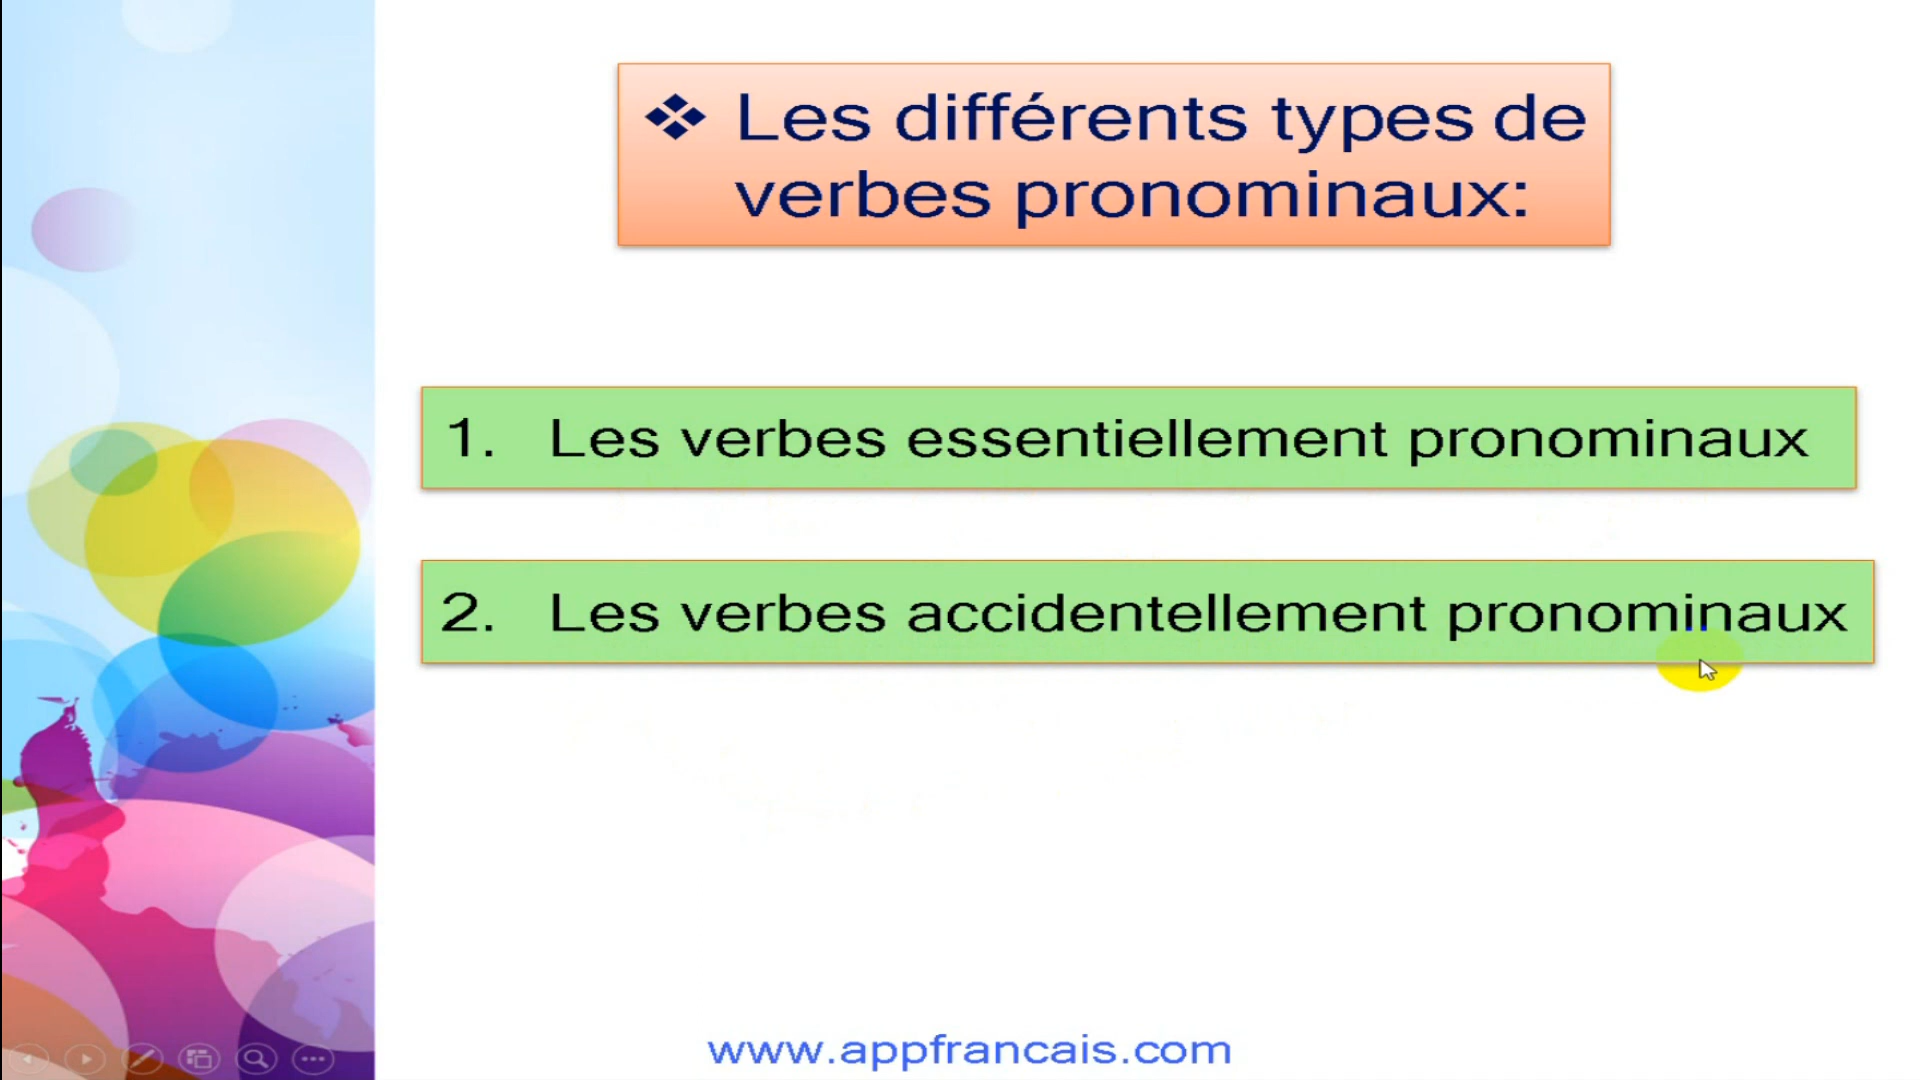 ❖ Les différents types de
verbes pronominaux:
1. Les verbes essentiellement pronominaux
2. Les verbes accidentellement pronominaux
www.appfrancais.com